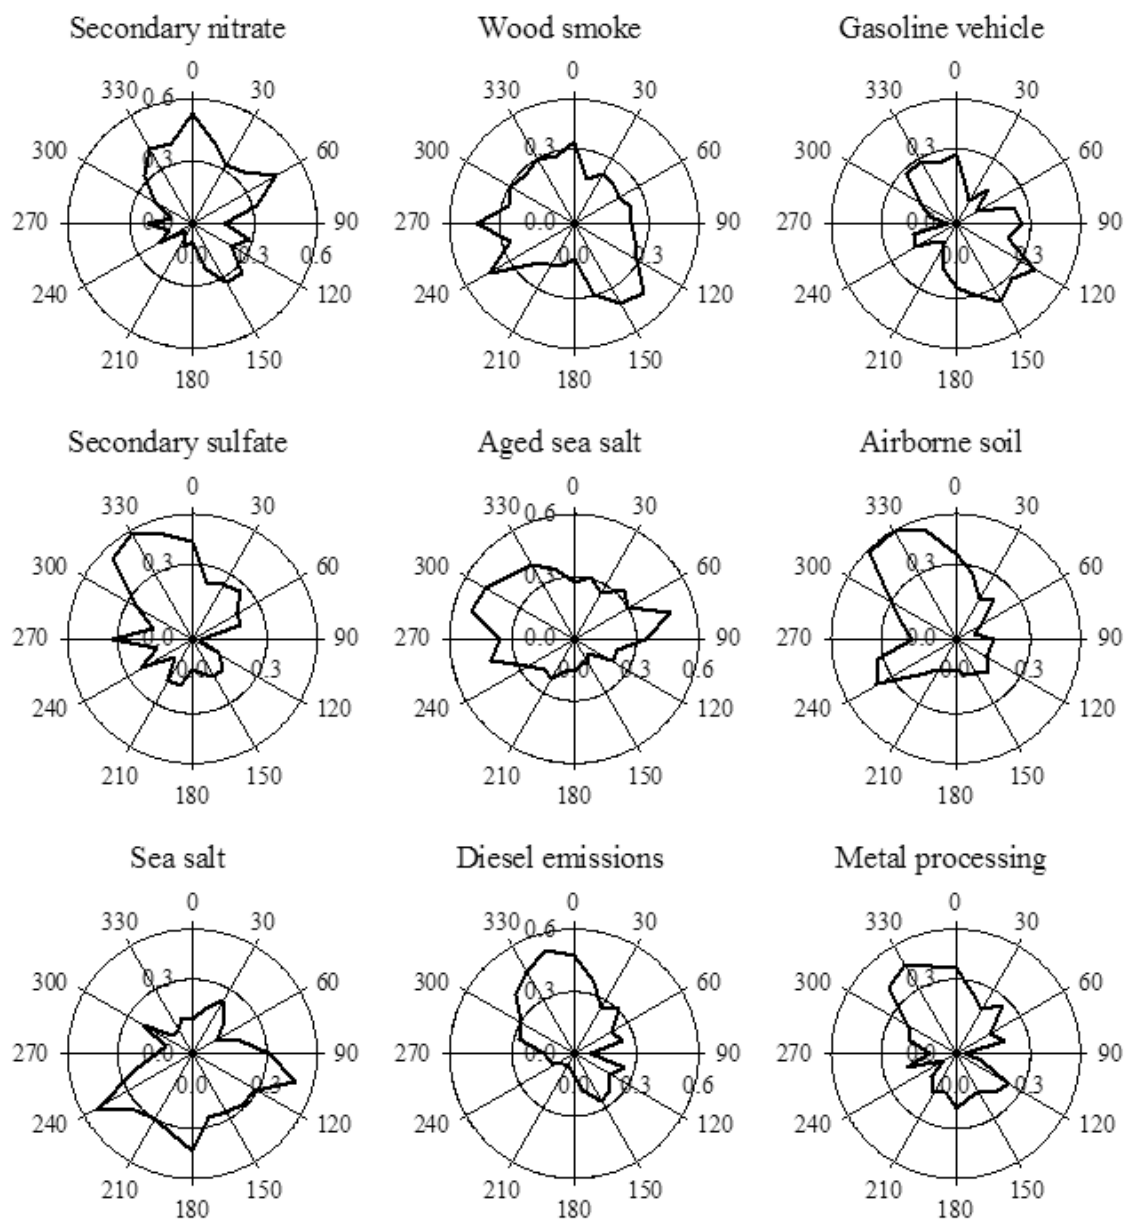 Secondary nitrate
0
330 0.6 30
300 0.3 60
270 0.0 90
0.0 0.3 0.6
240 120
210 150
180
Wood smoke
0
330 30
300 0.3 60
270 0.0 90
0.0 0.3
240 120
210 150
180
Gasoline vehicle
0
330 30
300 0.3 60
270 0.0 90
0.0 0.3
240 120
210 150
180
Secondary sulfate
0
330 30
300 0.3 60
270 0.0 90
0.0 0.3
240 120
210 150
180
Aged sea salt
0
330 0.6 30
300 0.3 60
270 0.0 90
0.0 0.3 0.6
240 120
210 150
180
Airborne soil
0
330 30
300 0.3 60
270 0.0 90
0.0 0.3
240 120
210 150
180
Sea salt
0
330 30
300 0.3 60
270 0.0 90
0.0 0.3
240 120
210 150
180
Diesel emissions
0
330 0.6 30
300 0.3 60
270 0.0 90
0.0 0.3 0.6
240 120
210 150
180
Metal processing
0
330 30
300 0.3 60
270 0.0 90
0.0 0.3
240 120
210 150
180